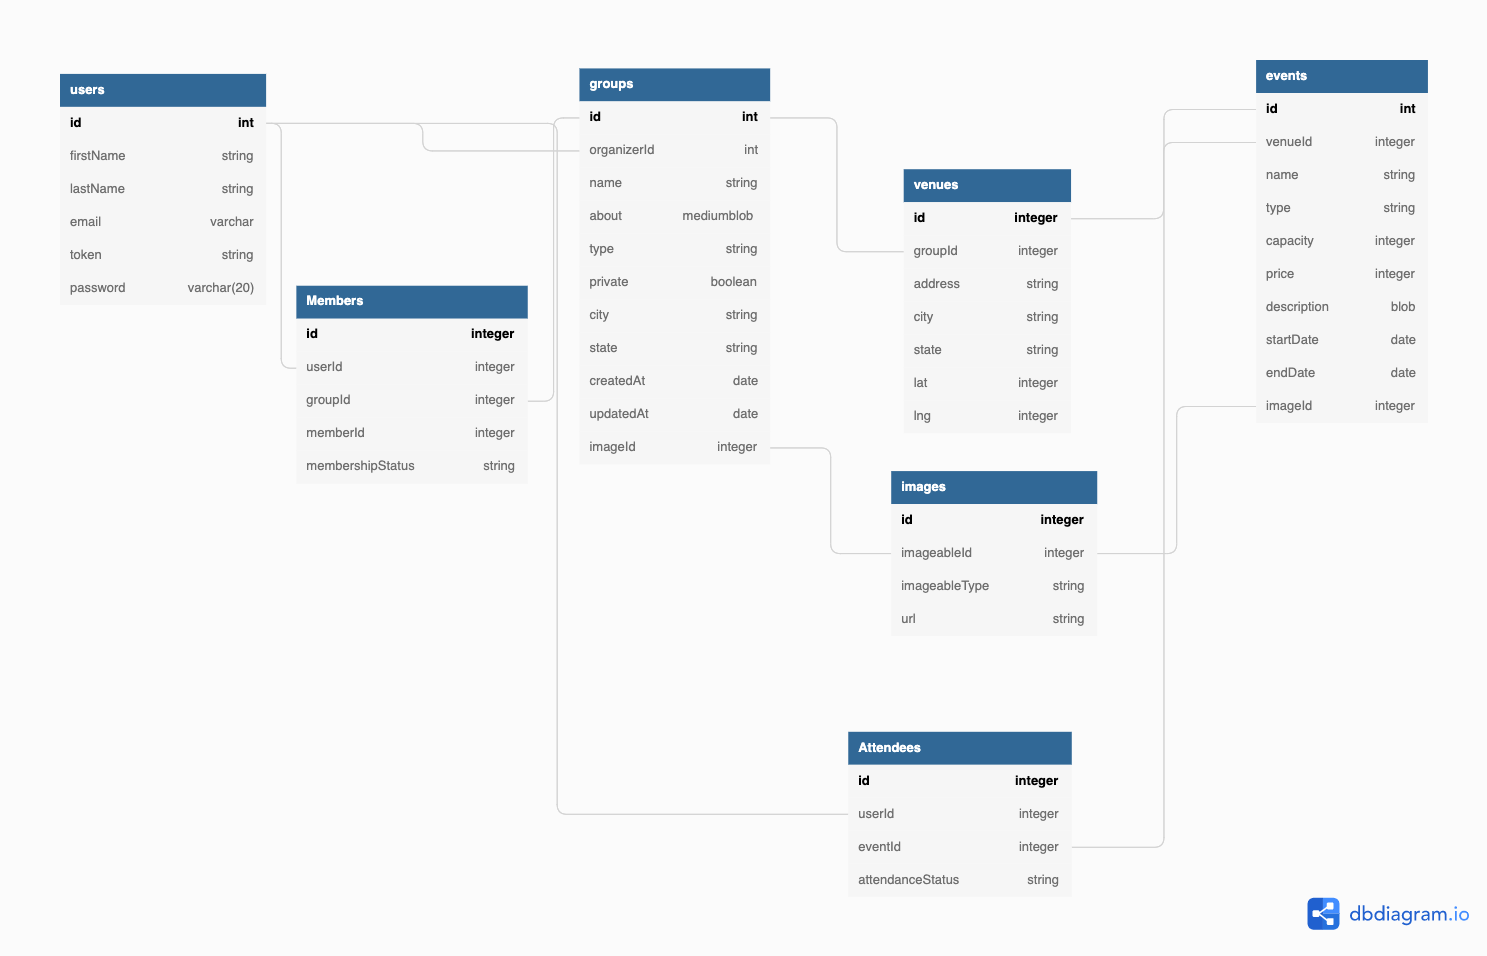 users
id int
firstName string
lastName string
email varchar
token string
password varchar(20)
Members
id integer
userId integer
groupId integer
memberId integer
membershipStatus string
groups
id int
organizerId int
name string
about mediumblob
type string
private boolean
city string
state string
createdAt date
updatedAt date
imageId integer
venues
id integer
groupId integer
address string
city string
state string
lat integer
lng integer
images
id integer
imageableId integer
imageableType string
url string
Attendees
id integer
userId integer
eventId integer
attendanceStatus string
events
id int
venueId integer
name string
type string
capacity integer
price integer
description blob
startDate date
endDate date
imageId integer
dbdiagram.io